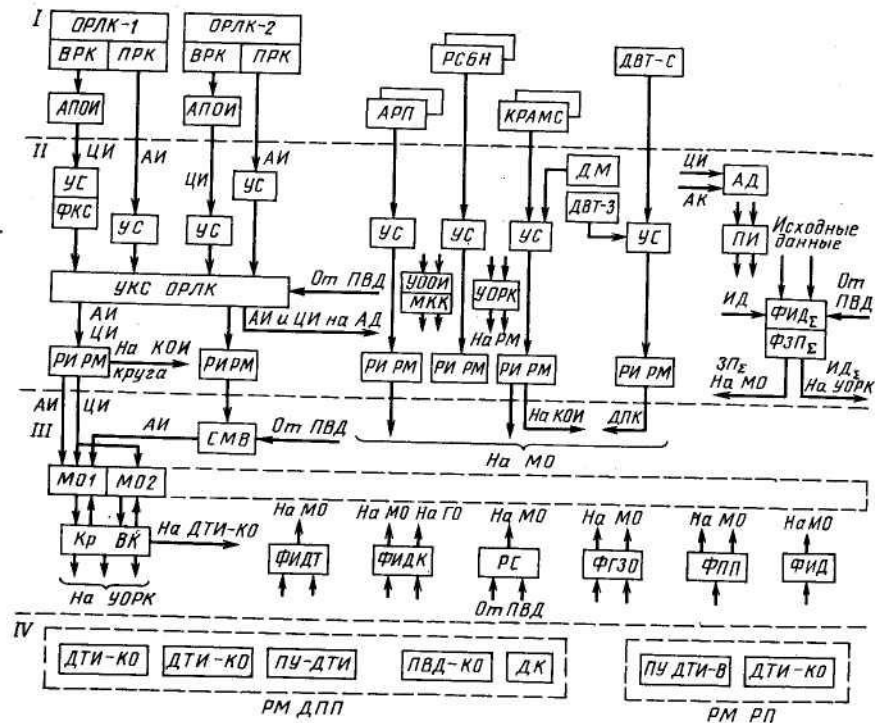 I
ОРЛК-1
ОРЛК-2
ВРК ПРК
ВРК ПРК
РСБН
ДВТ-С
АПОИ
АПОИ
АРП
КРАМС
II
ЦИ
АИ
ЦИ
АИ
УС
ФКС
УС
УС
УС
ДМ
ДВТ-3
ЦИ
АК
АД
УС
УС
УС
УС
ПИ
Исходные данные
УКС ОРЛК
От ПВД
УООИ
МКК
УОРК
На РМ
АИ и ЦИ на АД
АИ
ЦИ
ИД
От ПВД
ФИДΣ
ФЗПΣ
РИ РМ
На КОИ круга
РИ РМ
РИ РМ
РИ РМ
РИ РМ
РИ РМ
ЗПΣ
На МО
ИДΣ
На УОРК
АИ
ЦИ
III
АИ
СМВ
От ПВД
На КОИ
ДПК
На МО
МО1 МО2
Кр ВК
На ДТИ-КО
На УОРК
На МО
На МО
На ГО
На МО
На МО
На МО
На МО
ФИДТ
ФИДК
РС
ФГЗО
ФПП
ФИД
От ПВД
IV
ДТИ-КО
ДТИ-КО
ПУ-ДТИ
ПВД-КО
ДК
ПУ ДТИ-В
ДТИ-КО
РМ ДПП
РМ РП